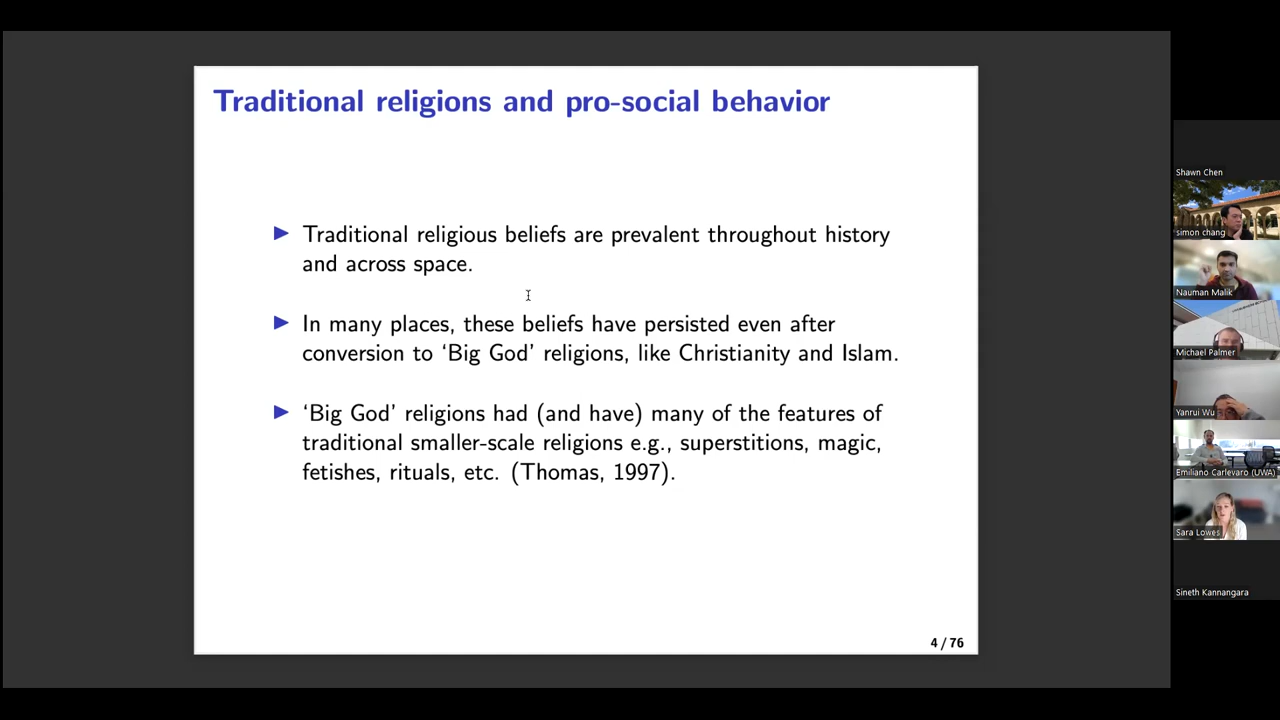 Traditional religions and pro-social behavior
Traditional religious beliefs are prevalent throughout history
and across space.
In many places, these beliefs have persisted even after
conversion to ‘Big God’ religions, like Christianity and Islam.
‘Big God’ religions had (and have) many of the features of
traditional smaller-scale religions e.g., superstitions, magic,
fetishes, rituals, etc. (Thomas, 1997).
4 / 76
Shawn Chen
simon chang
Nauman Malik
Michael Palmer
Yanrui Wu
Emiliano Carlevaro (UWA)
Sara Lowes
Sineth Kannangara